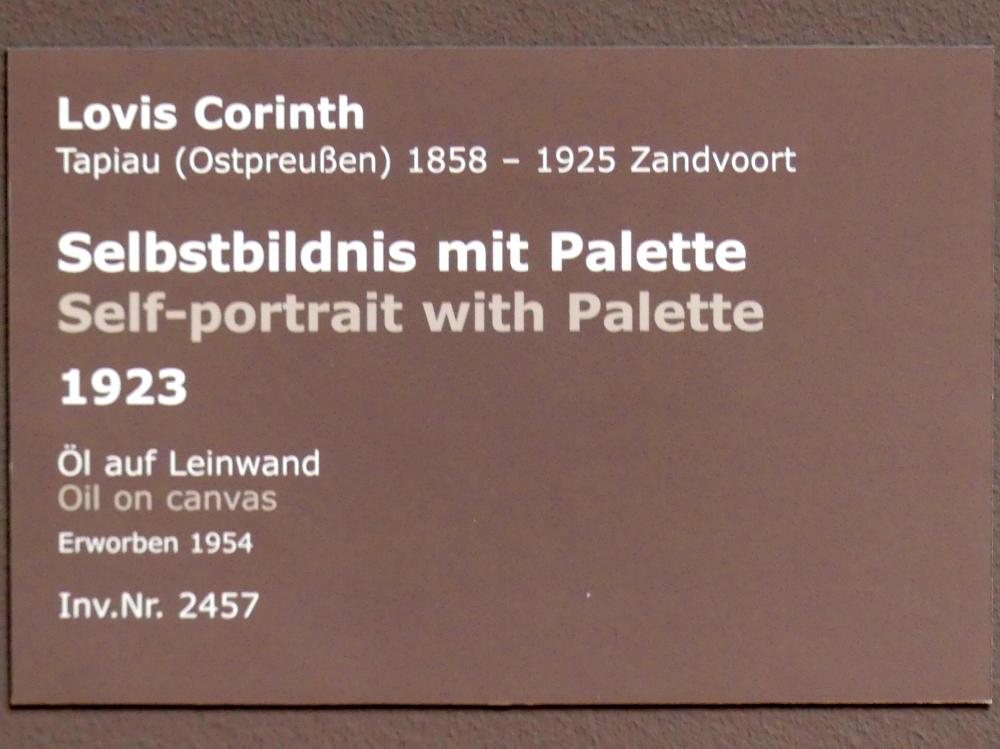 Lovis Corinth
Tapiau (Ostpreußen) 1858 – 1925 Zandvoort
Selbstbildnis mit Palette
Self-portrait with Palette
1923
Öl auf Leinwand
Oil on canvas
Erworben 1954
Inv.Nr. 2457